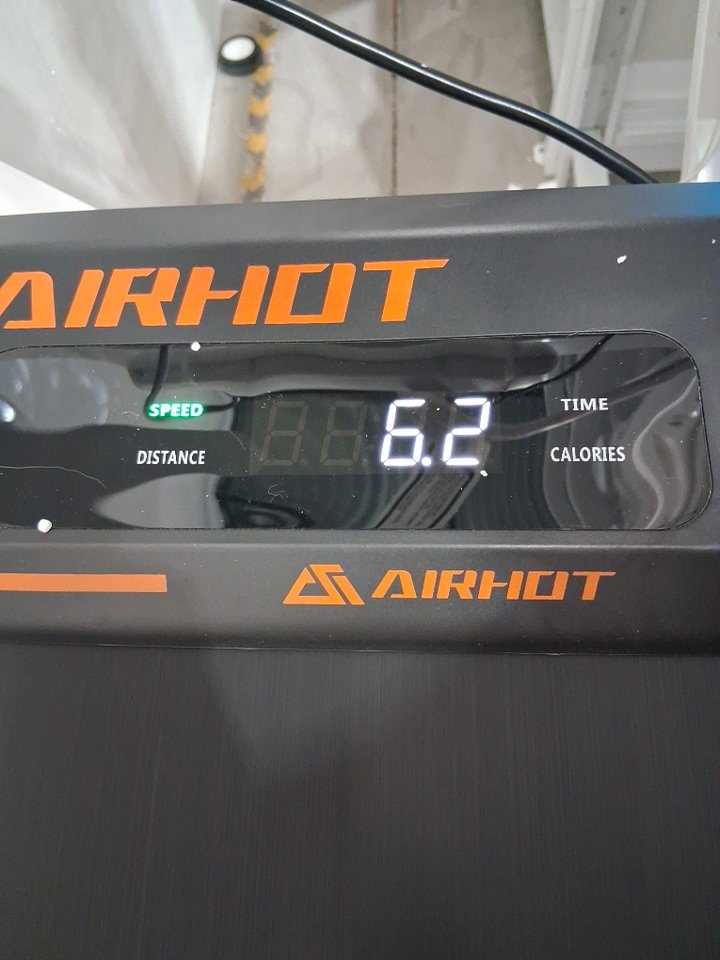 AIRHOT
SPEED
6.2
TIME
DISTANCE
CALORIES
AIRHOT